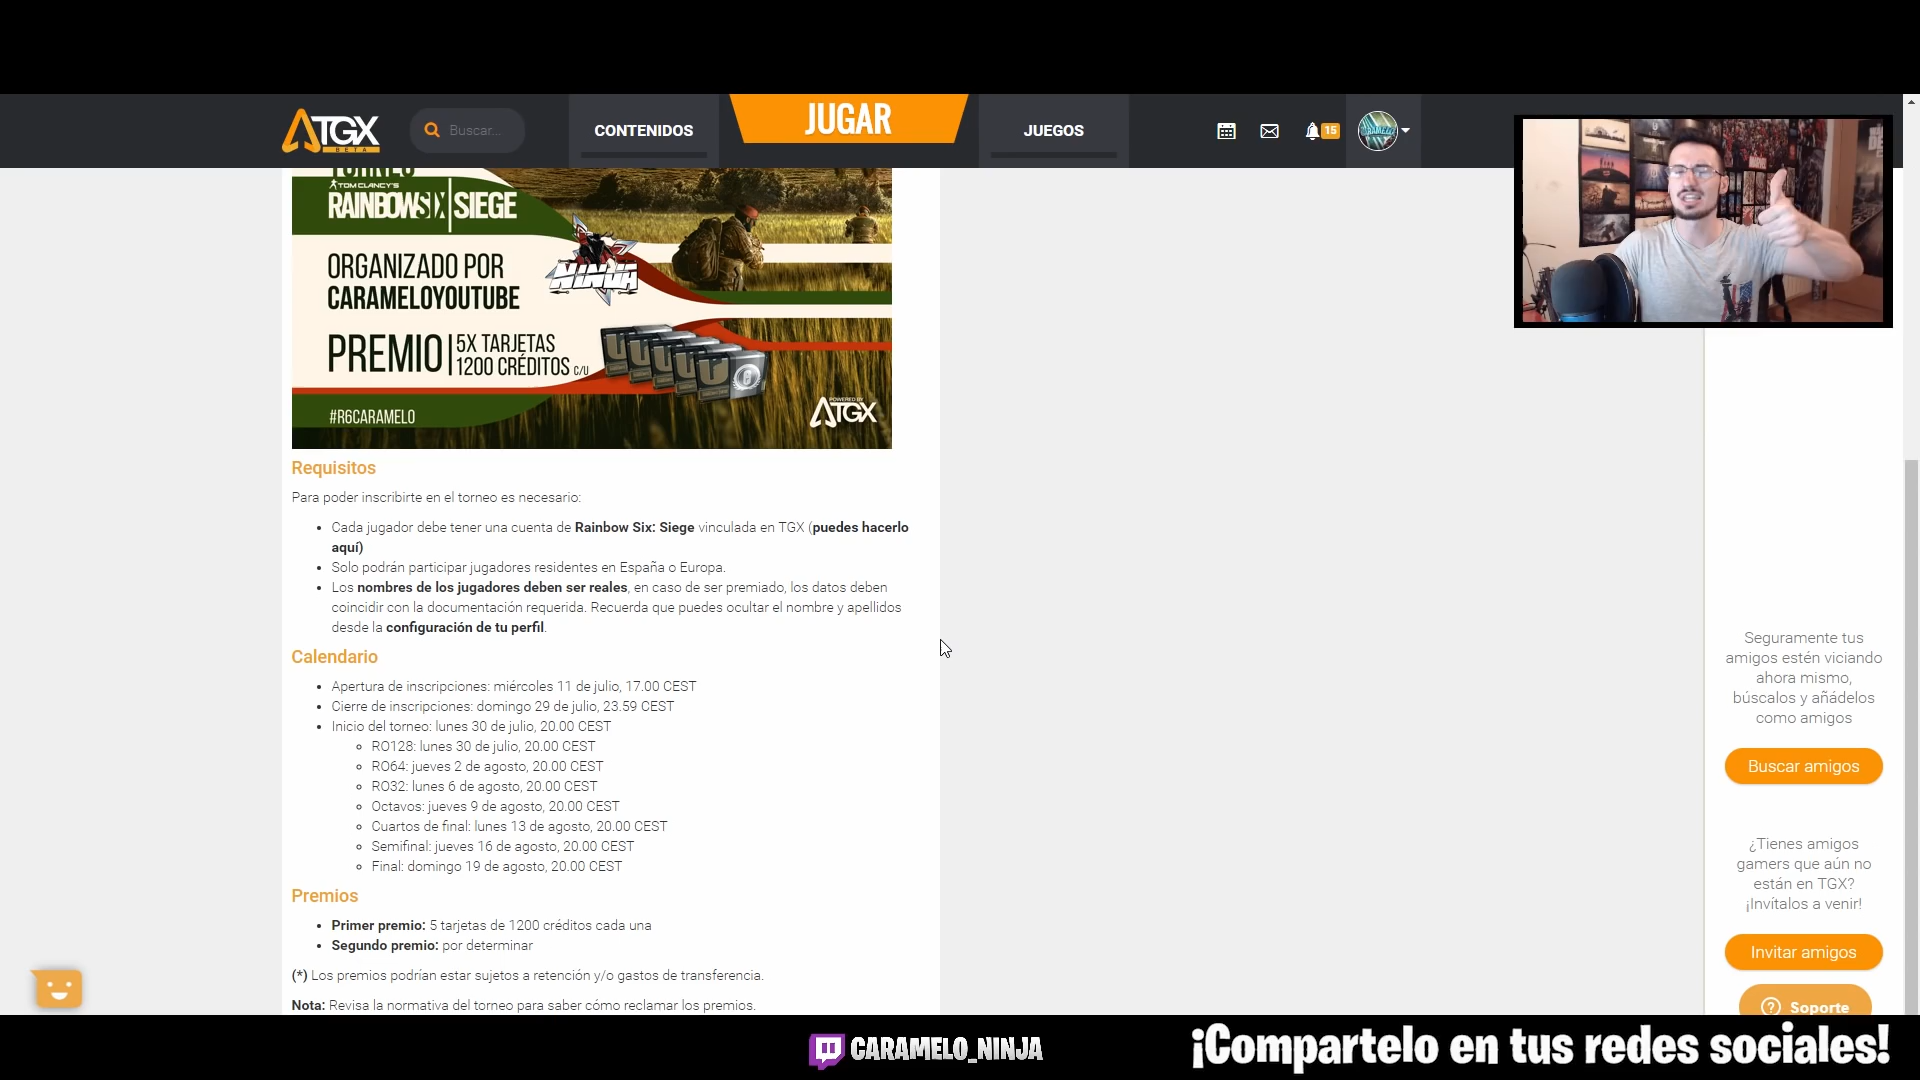 TGX
BETA
Buscar...
CONTENIDOS
JUGAR
JUEGOS
15
TORNEO
TOM CLANCY'S
RAINBOW SIX | SIEGE
ORGANIZADO POR
CARAMELOYOUTUBE
NINJA
PREMIO | 5X TARJETAS
1200 CRÉDITOS C/U
#R6CARAMELO
POWERED BY
TGX
Requisitos
Para poder inscribirte en el torneo es necesario:
Cada jugador debe tener una cuenta de Rainbow Six: Siege vinculada en TGX (puedes hacerlo
aquí)
Solo podrán participar jugadores residentes en España o Europa.
Los nombres de los jugadores deben ser reales, en caso de ser premiado, los datos deben
coincidir con la documentación requerida. Recuerda que puedes ocultar el nombre y apellidos
desde la configuración de tu perfil.
Calendario
Apertura de inscripciones: miércoles 11 de julio, 17.00 CEST
Cierre de inscripciones: domingo 29 de julio, 23.59 CEST
Inicio del torneo: lunes 30 de julio, 20.00 CEST
RO128: lunes 30 de julio, 20.00 CEST
RO64: jueves 2 de agosto, 20.00 CEST
RO32: lunes 6 de agosto, 20.00 CEST
Octavos: jueves 9 de agosto, 20.00 CEST
Cuartos de final: lunes 13 de agosto, 20.00 CEST
Semifinal: jueves 16 de agosto, 20.00 CEST
Final: domingo 19 de agosto, 20.00 CEST
Premios
Primer premio: 5 tarjetas de 1200 créditos cada una
Segundo premio: por determinar
(*) Los premios podrían estar sujetos a retención y/o gastos de transferencia.
Nota: Revisa la normativa del torneo para saber cómo reclamar los premios.
Seguramente tus
amigos estén viciando
ahora mismo,
búscalos y añádelos
como amigos
Buscar amigos
¿Tienes amigos
gamers que aún no
están en TGX?
¡Invítalos a venir!
Invitar amigos
Soporte
CARAMELO_NINJA
¡Compartelo en tus redes sociales!